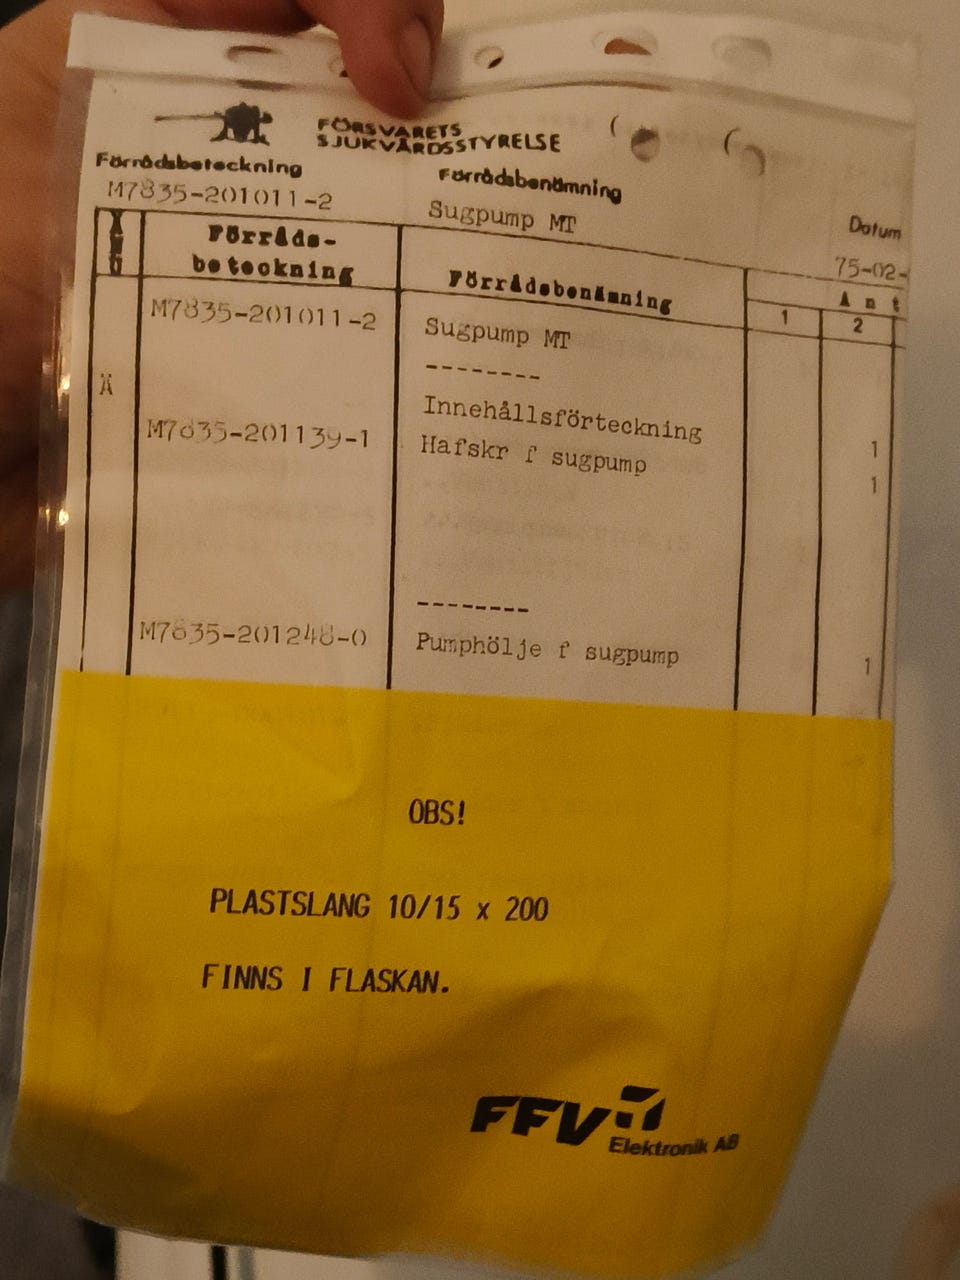 FÖRSVARETS
SJUKVÅRDSSTYRELSE
Förrådsbeteckning Förrådsbenämning
M7835-201011-2 Sugpump MT Datum
75-02-
Förråds-
beteckning Förrådsbenämning Ant
1 2
M7835-201011-2 Sugpump MT
--------
Ä Innehållsförteckning 1
M7835-201139-1 Hafskr f sugpump 1
--------
M7835-201248-0 Pumphölje f sugpump 1
OBS!
PLASTSLANG 10/15 x 200
FINNS I FLASKAN.
FFV
Elektronik AB